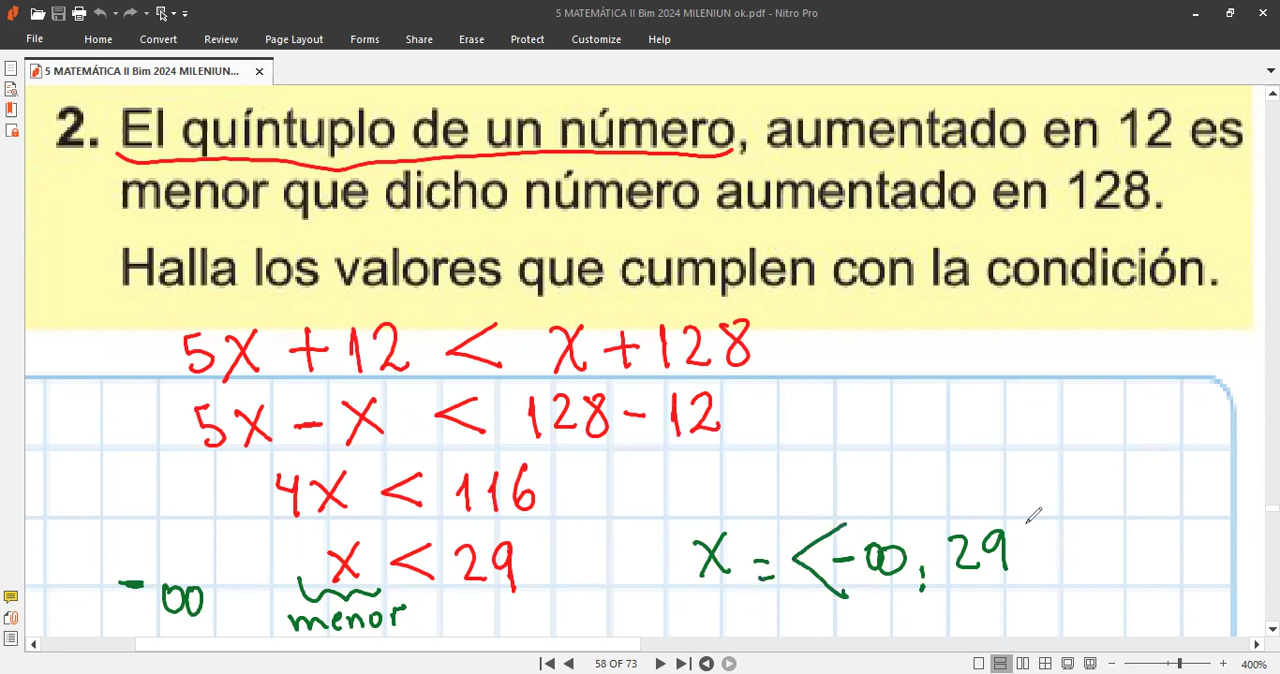 5 MATEMÁTICA II Bim 2024 MILENIUN ok.pdf - Nitro Pro
File Home Convert Review Page Layout Forms Share Erase Protect Customize Help
5 MATEMÁTICA II Bim 2024 MILENIUN...
2. El quíntuplo de un número, aumentado en 12 es
menor que dicho número aumentado en 128.
Halla los valores que cumplen con la condición.
5x + 12 < x + 128
5x - x < 128 - 12
4x < 116
x < 29
x = < -∞ ; 29
-∞
menor
58 OF 73
400%